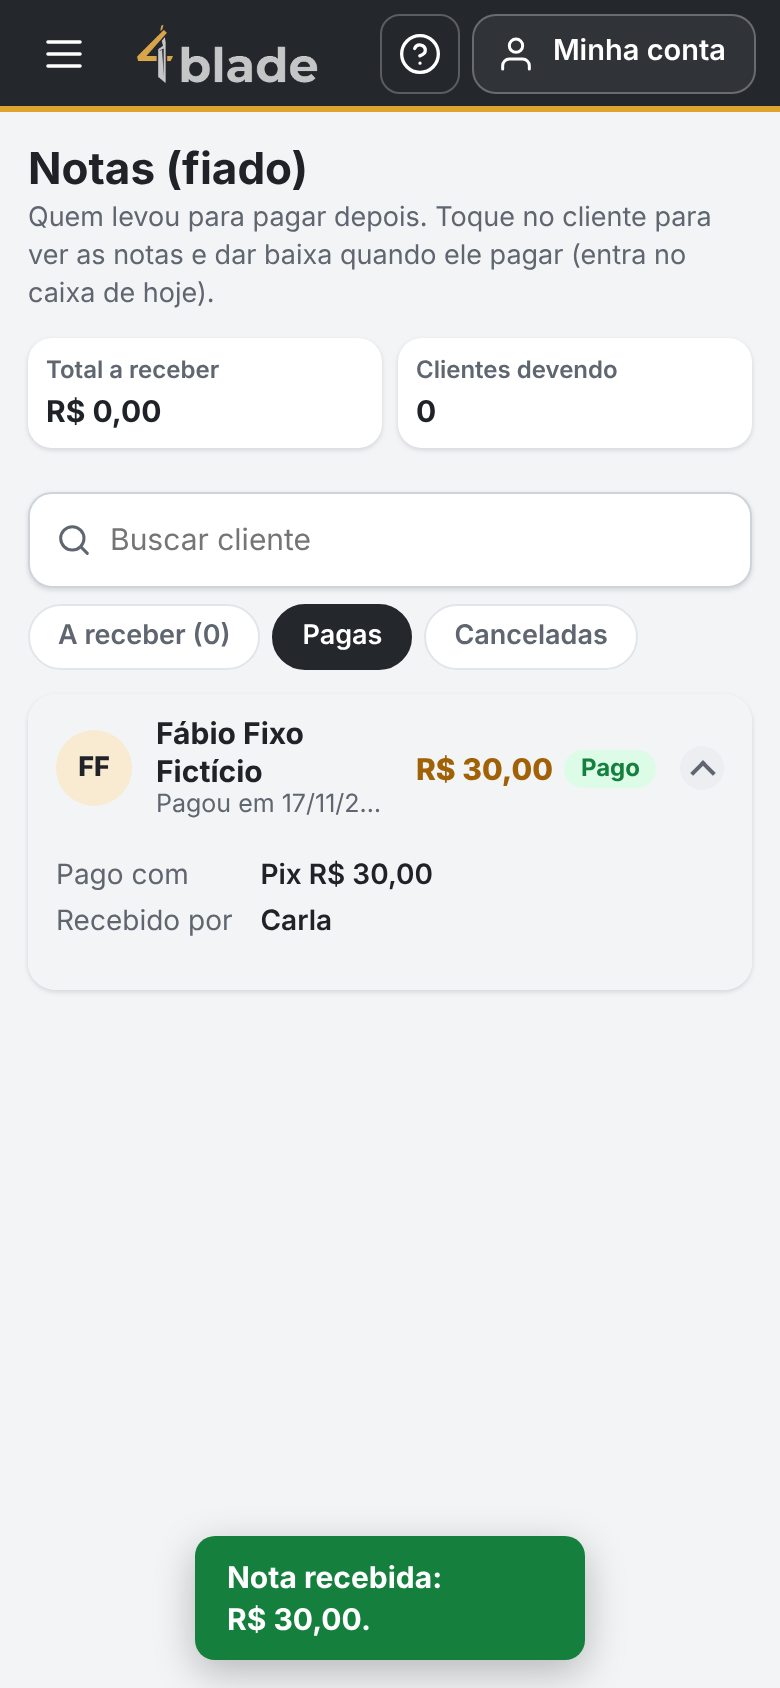 4blade
Minha conta
Notas (fiado)
Quem levou para pagar depois. Toque no cliente para
ver as notas e dar baixa quando ele pagar (entra no
caixa de hoje).
Total a receber
R$ 0,00
Clientes devendo
0
Buscar cliente
A receber (0)
Pagas
Canceladas
FF
Fábio Fixo
Fictício
Pagou em 17/11/2...
R$ 30,00
Pago
Pago com
Pix R$ 30,00
Recebido por
Carla
Nota recebida:
R$ 30,00.